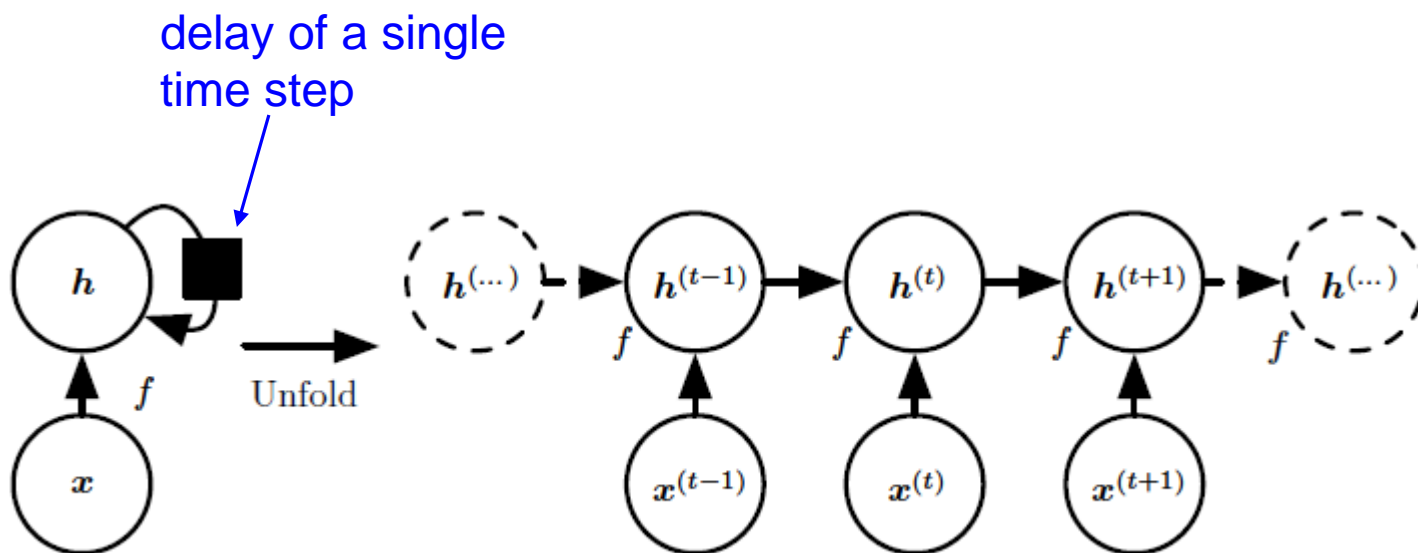 delay of a single
time step
h
h(...)
h(t−1)
h(t)
h(t+1)
h(...)
f
f
f
f
f
Unfold
x
x(t−1)
x(t)
x(t+1)